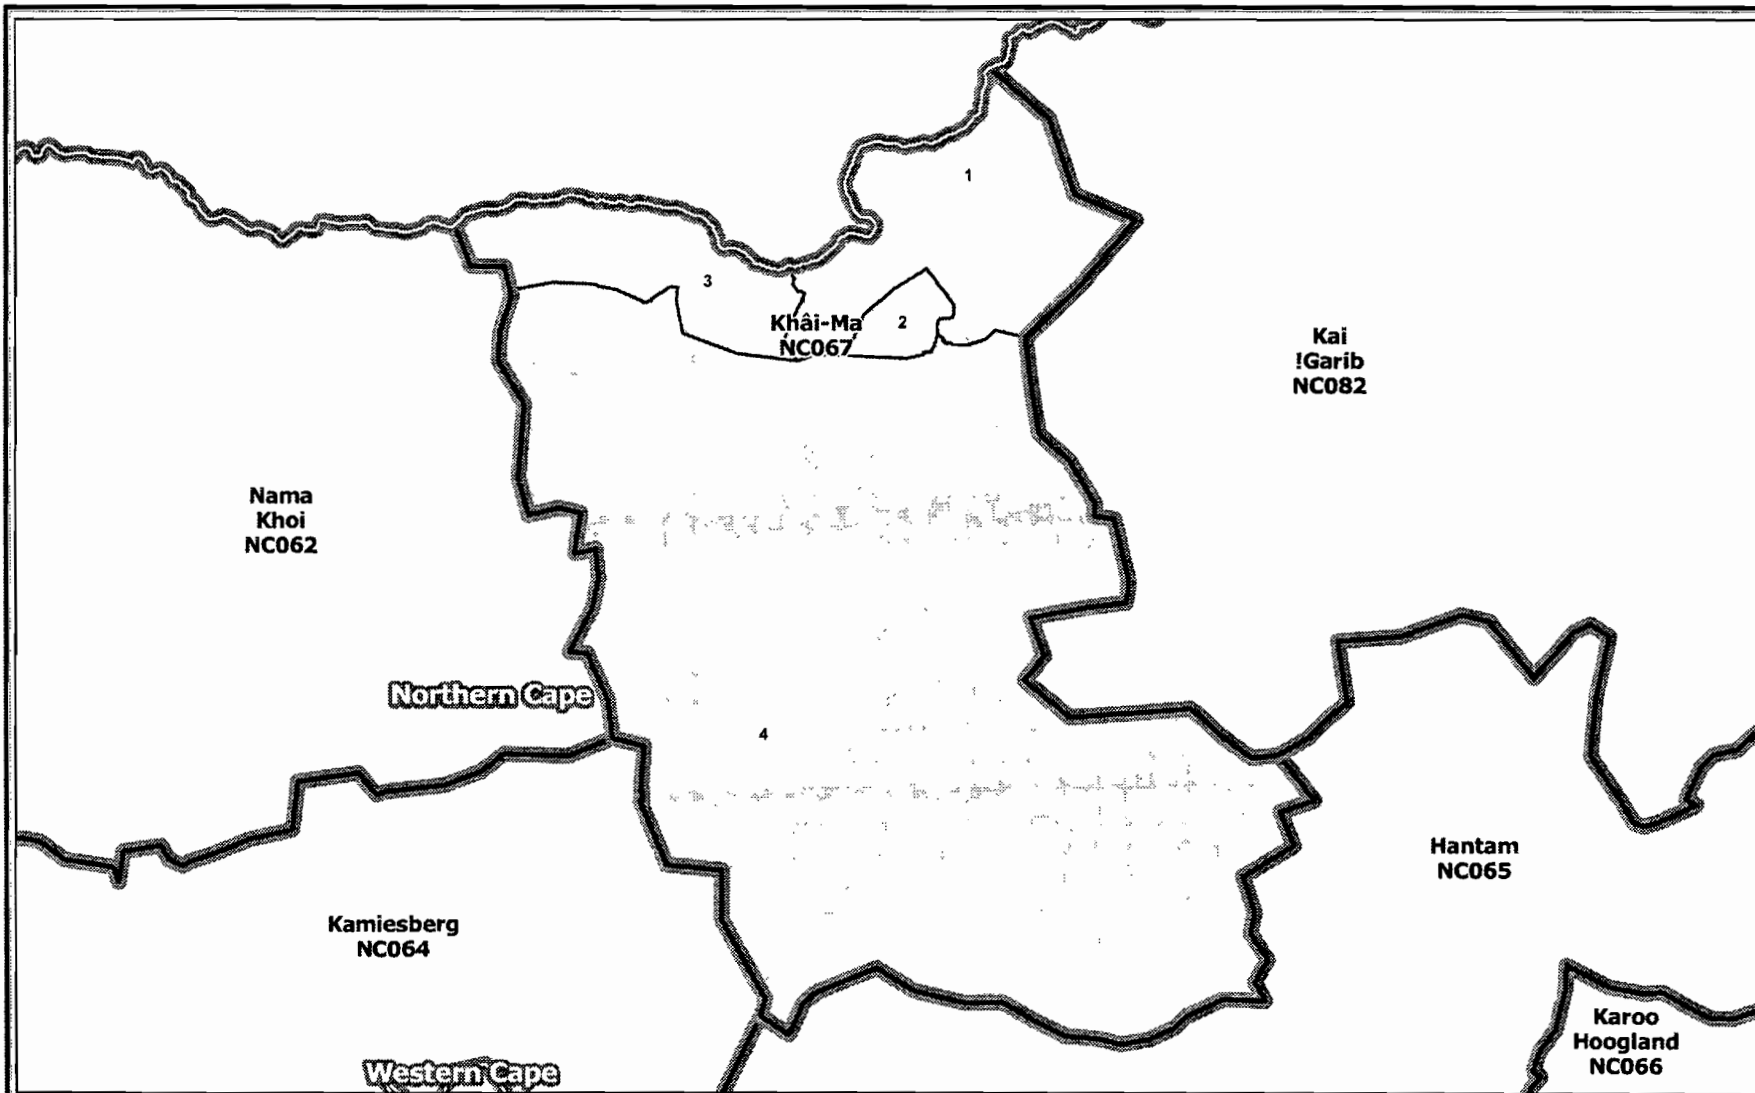 1
3
2
Khâi-Ma
NC067
Kai
!Garib
NC082
Nama
Khoi
NC062
Northern Cape
4
Hantam
NC065
Kamiesberg
NC064
Karoo
Hoogland
NC066
Western Cape